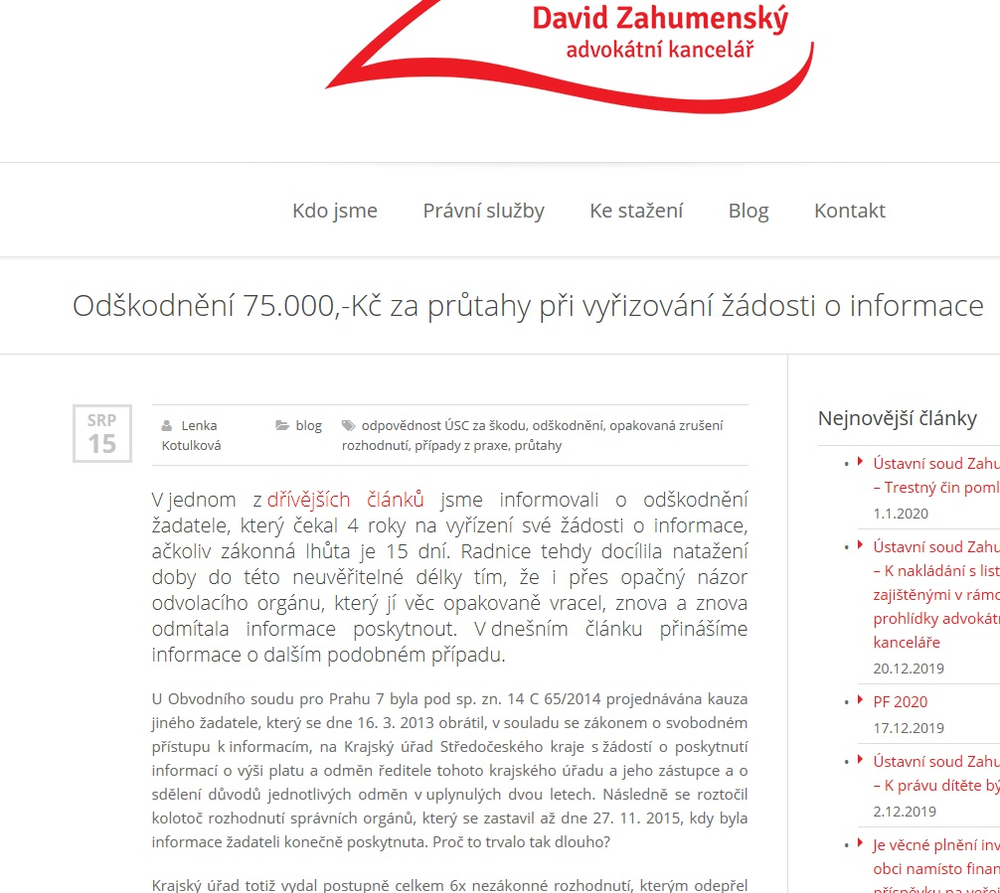 David Zahumenský
advokátní kancelář
Kdo jsme Právní služby Ke stažení Blog Kontakt
Odškodnění 75.000,-Kč za průtahy při vyřizování žádosti o informace
SRP
15
Lenka
Kotulková
blog
odpovědnost ÚSC za škodu, odškodnění, opakovaná zrušení
rozhodnutí, případy z praxe, průtahy
V jednom z dřívějších článků jsme informovali o odškodnění
žadatele, který čekal 4 roky na vyřízení své žádosti o informace,
ačkoliv zákonná lhůta je 15 dní. Radnice tehdy docílila natažení
doby do této neuvěřitelné délky tím, že i přes opačný názor
odvolacího orgánu, který jí věc opakovaně vracel, znova a znova
odmítala informace poskytnout. V dnešním článku přinášíme
informace o dalším podobném případu.
U Obvodního soudu pro Prahu 7 byla pod sp. zn. 14 C 65/2014 projednávána kauza
jiného žadatele, který se dne 16. 3. 2013 obrátil, v souladu se zákonem o svobodném
přístupu k informacím, na Krajský úřad Středočeského kraje s žádostí o poskytnutí
informací o výši platu a odměn ředitele tohoto krajského úřadu a jeho zástupce a o
sdělení důvodů jednotlivých odměn v uplynulých dvou letech. Následně se roztočil
kolotoč rozhodnutí správních orgánů, který se zastavil až dne 27. 11. 2015, kdy byla
informace žadateli konečně poskytnuta. Proč to trvalo tak dlouho?
Krajský úřad totiž vydal postupně celkem 6x nezákonné rozhodnutí, kterým odepřel
Nejnovější články
Ústavní soud Zahu
– Trestný čin poml
1.1.2020
Ústavní soud Zahu
– K nakládání s list
zajištěnými v rámc
prohlídky advokátn
kanceláře
20.12.2019
PF 2020
17.12.2019
Ústavní soud Zahu
– K právu dítěte bý
2.12.2019
Je věcné plnění inv
obci namísto finan
příspěvku na veřej